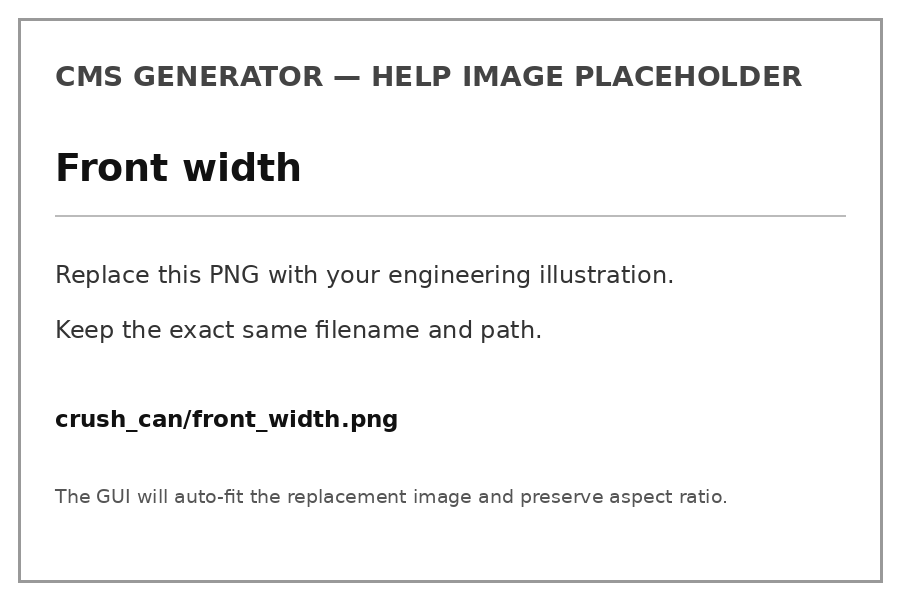 CMS GENERATOR — HELP IMAGE PLACEHOLDER
Front width
Replace this PNG with your engineering illustration.
Keep the exact same filename and path.
crush_can/front_width.png
The GUI will auto-fit the replacement image and preserve aspect ratio.